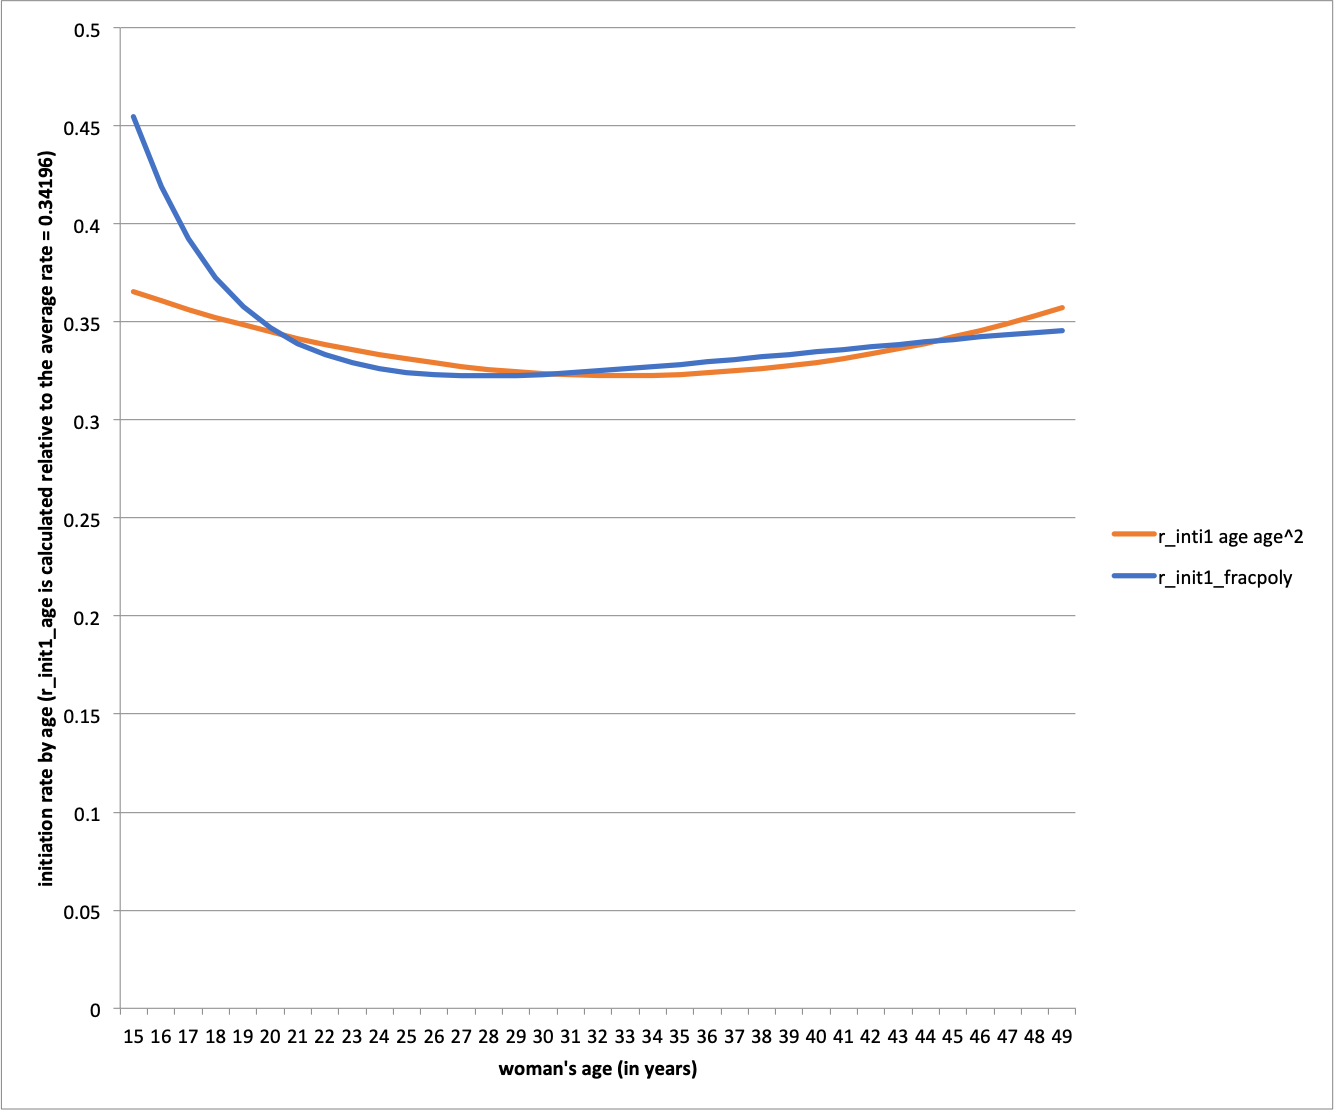 initiation rate by age (r_init1_age is calculated relative to the average rate = 0.34196)
0.5
0.45
0.4
0.35
0.3
0.25
0.2
0.15
0.1
0.05
0
15 16 17 18 19 20 21 22 23 24 25 26 27 28 29 30 31 32 33 34 35 36 37 38 39 40 41 42 43 44 45 46 47 48 49
woman's age (in years)
r_inti1 age age^2
r_init1_fracpoly